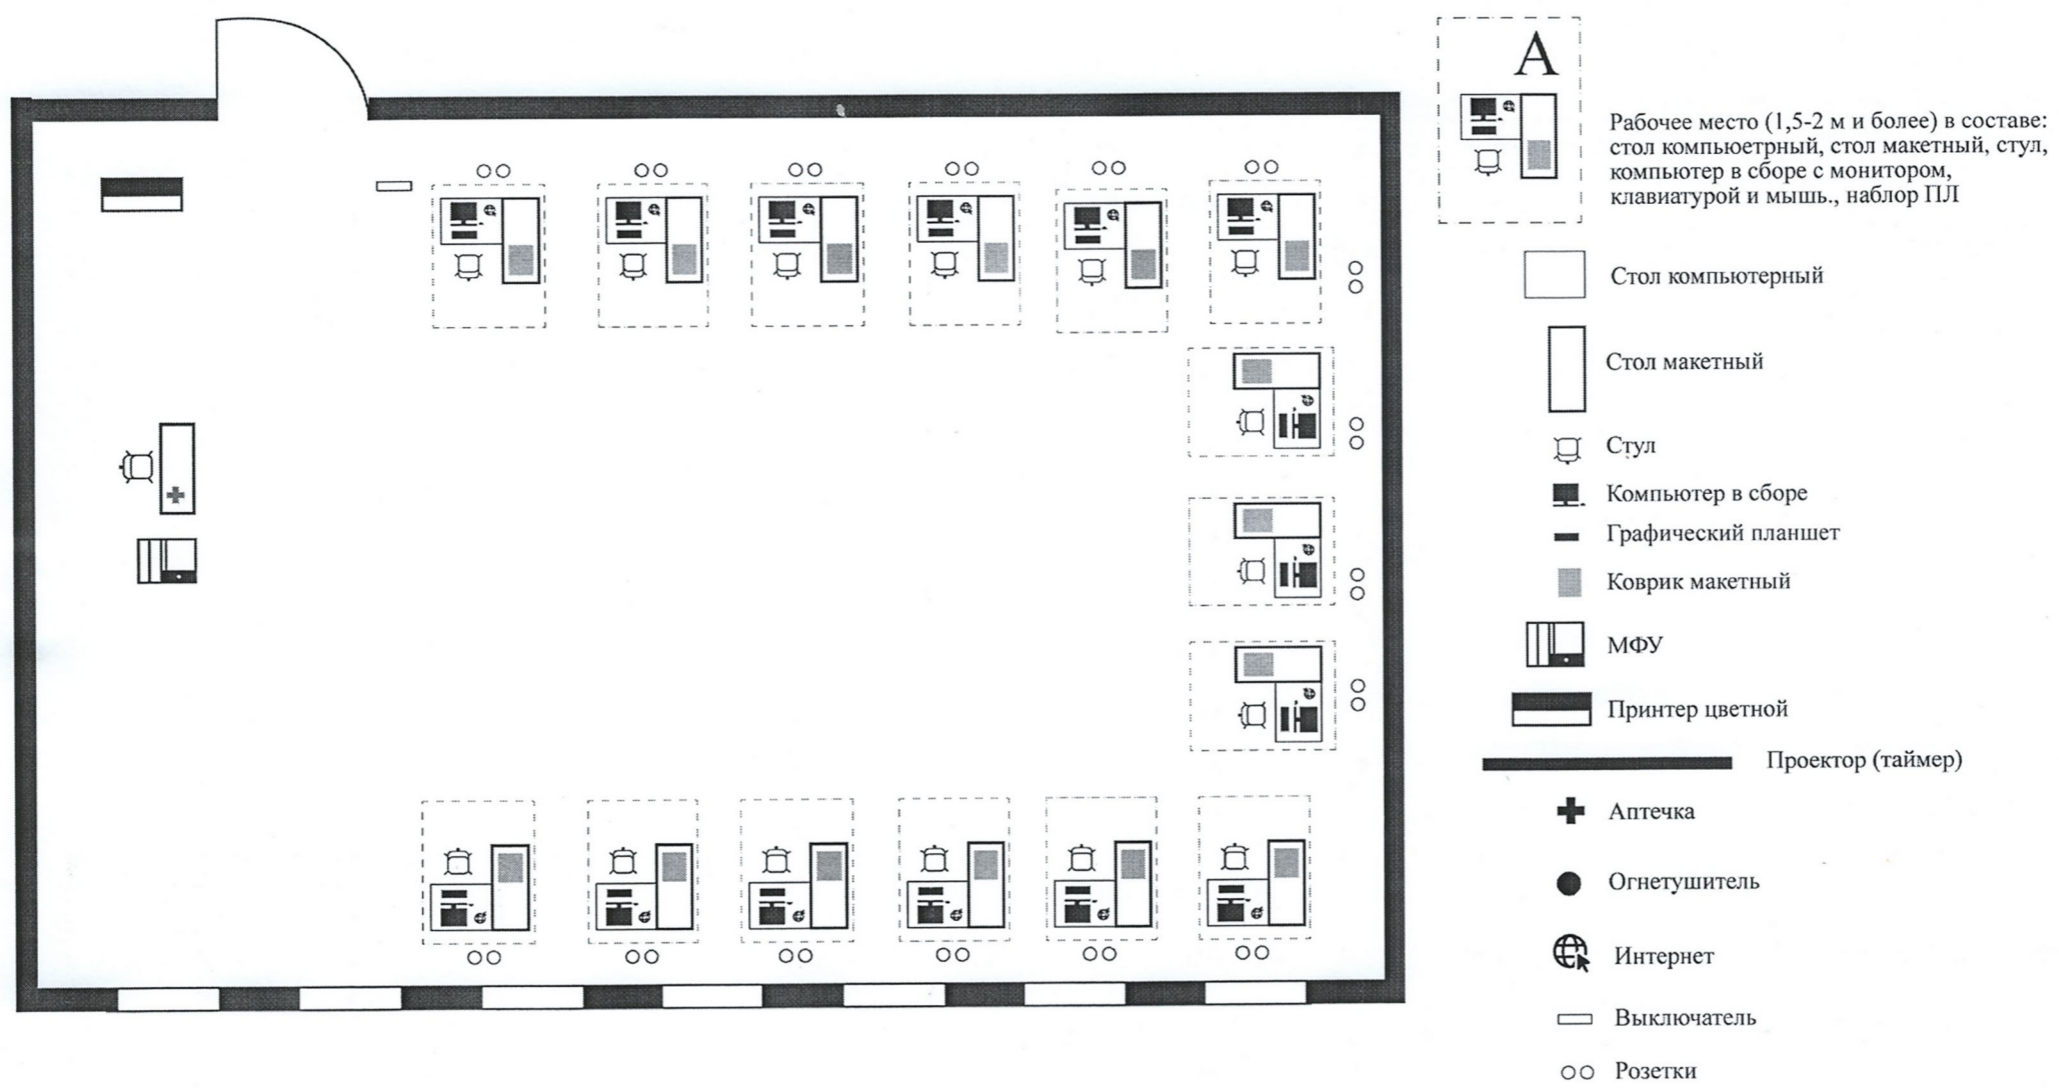 А
Рабочее место (1,5-2 м и более) в составе:
стол компьюетрный, стол макетный, стул,
компьютер в сборе с монитором,
клавиатурой и мышь., наблор ПЛ
Стол компьютерный
Стол макетный
Стул
Компьютер в сборе
Графический планшет
Коврик макетный
МФУ
Принтер цветной
Проектор (таймер)
Аптечка
Огнетушитель
Интернет
Выключатель
Розетки